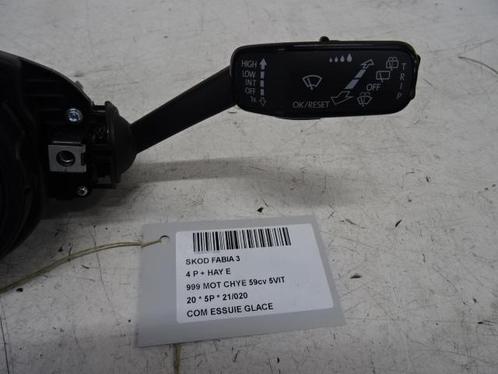 HIGH
LOW
INT
OFF
1x
OK/RESET
OFF
TRIP
SKOD FABIA 3
4 P + HAY E
999 MOT CHYE 59cv 5VIT
20 * 5P * 21/020
COM ESSUIE GLACE